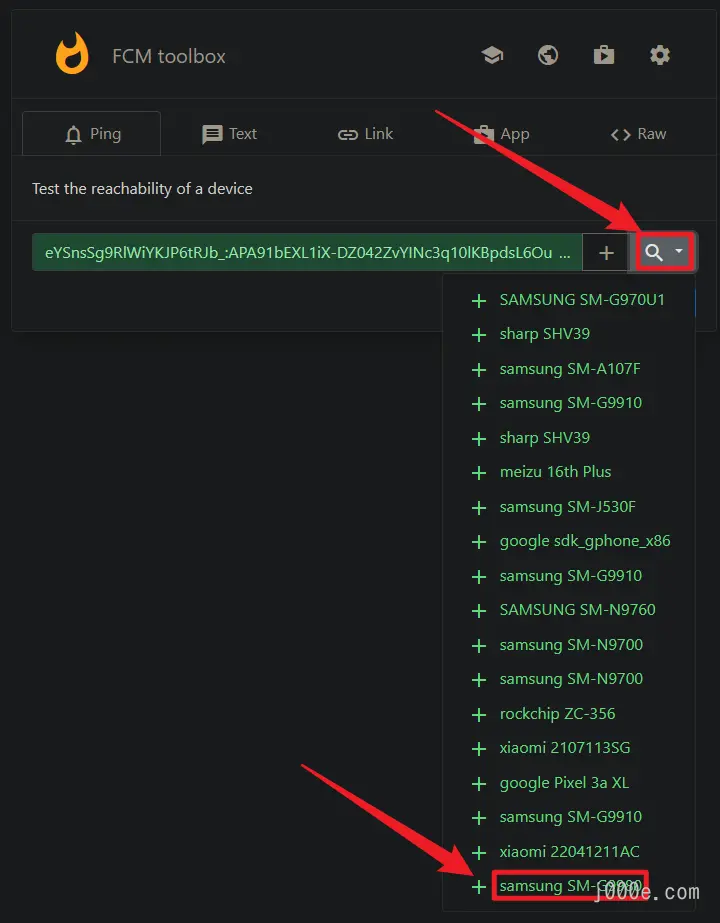 FCM toolbox
Ping
Text
Link
App
Raw
Test the reachability of a device
eYSnsSg9RlWiYKJP6tRJb_:APA91bEXL1iX-DZ042ZvYINc3q10lKBpdsL6Ou ...
SAMSUNG SM-G970U1
sharp SHV39
samsung SM-A107F
samsung SM-G9910
sharp SHV39
meizu 16th Plus
samsung SM-J530F
google sdk_gphone_x86
samsung SM-G9910
SAMSUNG SM-N9760
samsung SM-N9700
samsung SM-N9700
rockchip ZC-356
xiaomi 2107113SG
google Pixel 3a XL
samsung SM-G9910
xiaomi 22041211AC
samsung
j000e.com